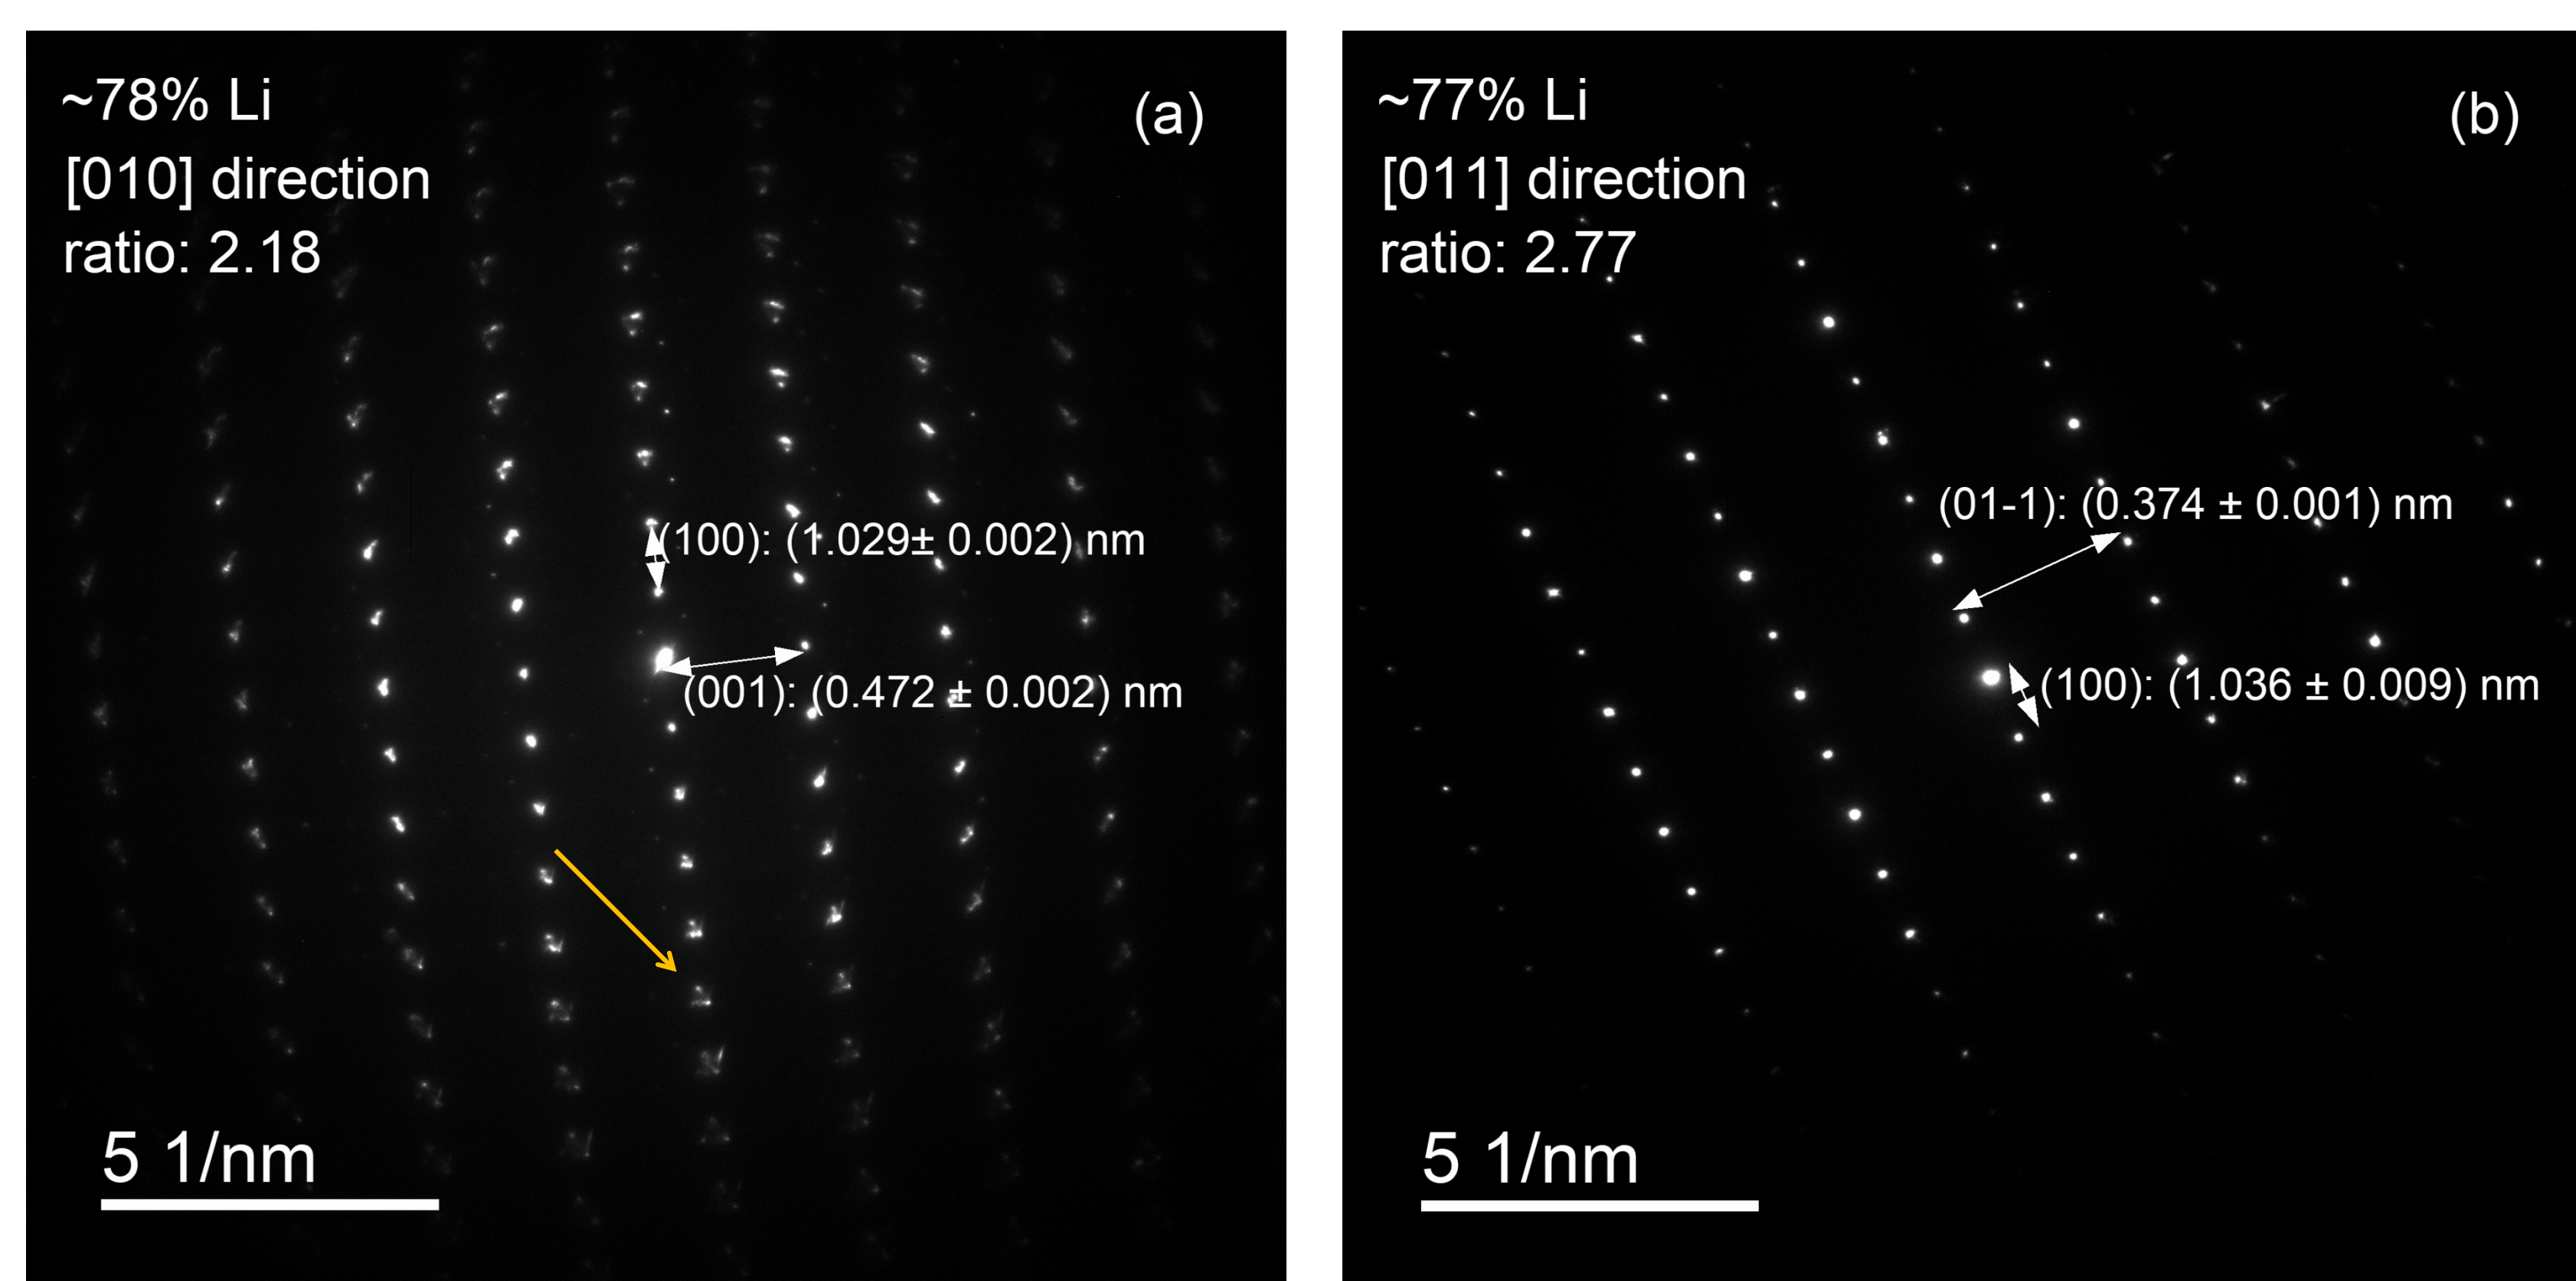 ~78% Li
(a)
[010] direction
ratio: 2.18
(100): (1.029± 0.002) nm
(001): (0.472 ± 0.002) nm
5 1/nm
~77% Li
(b)
[011] direction
ratio: 2.77
(01-1): (0.374 ± 0.001) nm
(100): (1.036 ± 0.009) nm
5 1/nm